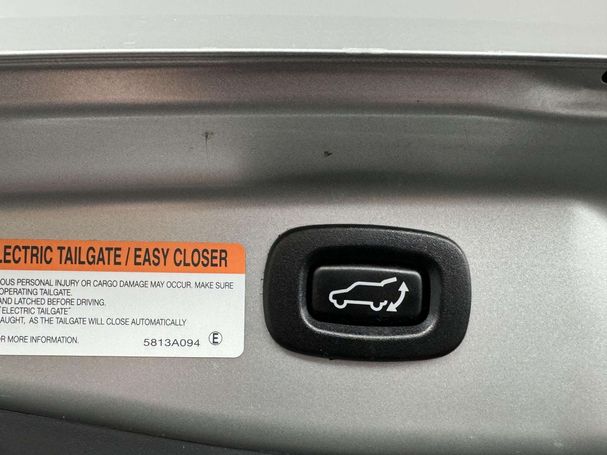 LECTRIC TAILGATE / EASY CLOSER
OUS PERSONAL INJURY OR CARGO DAMAGE MAY OCCUR. MAKE SURE
OPERATING TAILGATE.
AND LATCHED BEFORE DRIVING.
"ELECTRIC TAILGATE"
AUGHT, AS THE TAILGATE WILL CLOSE AUTOMATICALLY
OR MORE INFORMATION.
5813A094 E